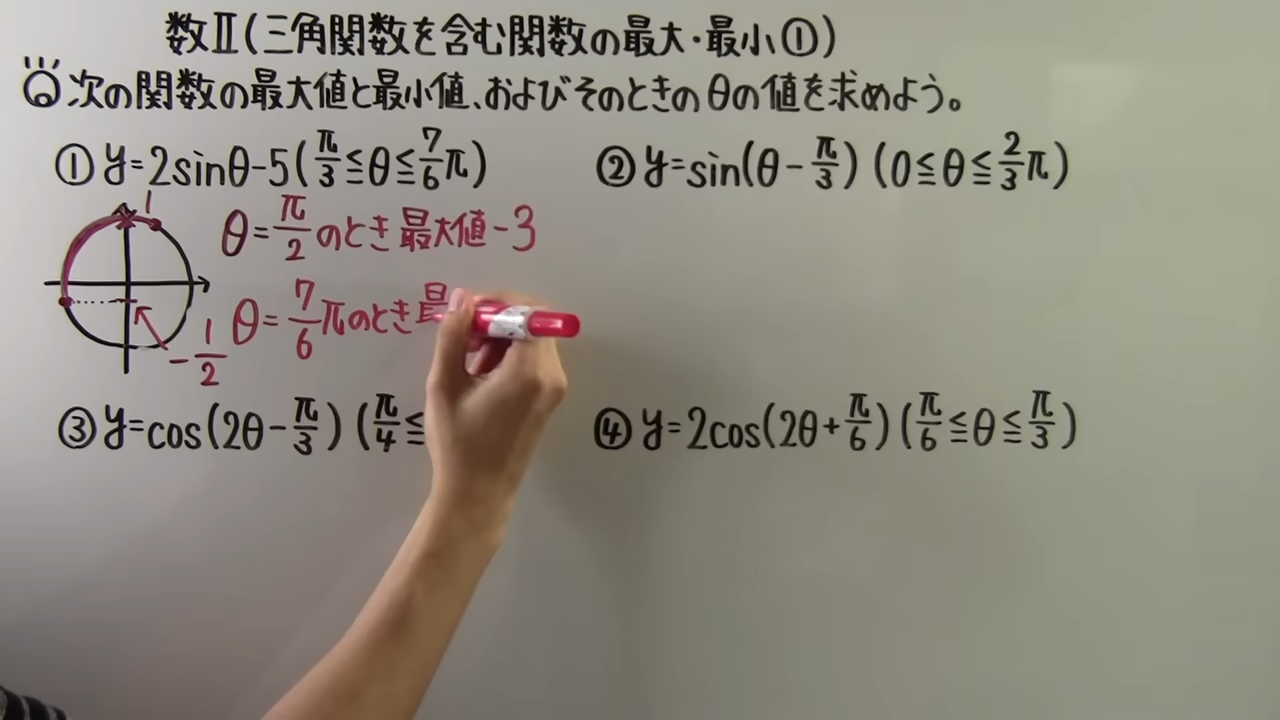 数Ⅱ(三角関数を含む関数の最大・最小①)
Q 次の関数の最大値と最小値、およびそのときのθの値を求めよう。
① y=2sinθ-5(π/3≦θ≦7/6π)
② y=sin(θ-π/3) (0≦θ≦2/3π)
1
θ=π/2のとき最大値-3
θ=7/6πのとき最
-1/2
③ y=cos(2θ-π/3) (π/4≦
④ y=2cos(2θ+π/6)(π/6≦θ≦π/3)